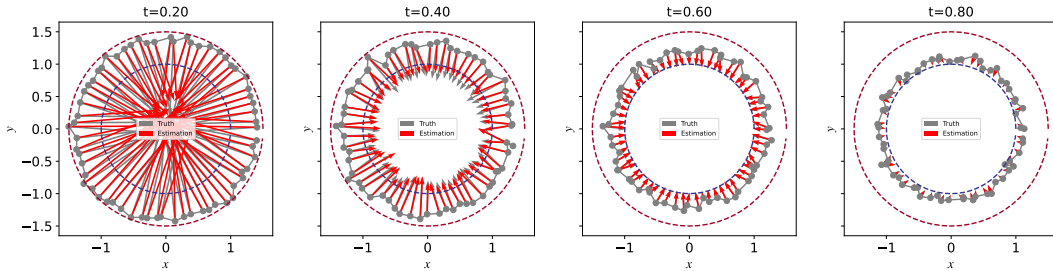 t=0.20
t=0.40
t=0.60
t=0.80
1.5
1.0
0.5
0.0
−0.5
−1.0
−1.5
y
y
y
y
Truth
Estimation
Truth
Estimation
Truth
Estimation
Truth
Estimation
−1 0 1
−1 0 1
−1 0 1
−1 0 1
x
x
x
x